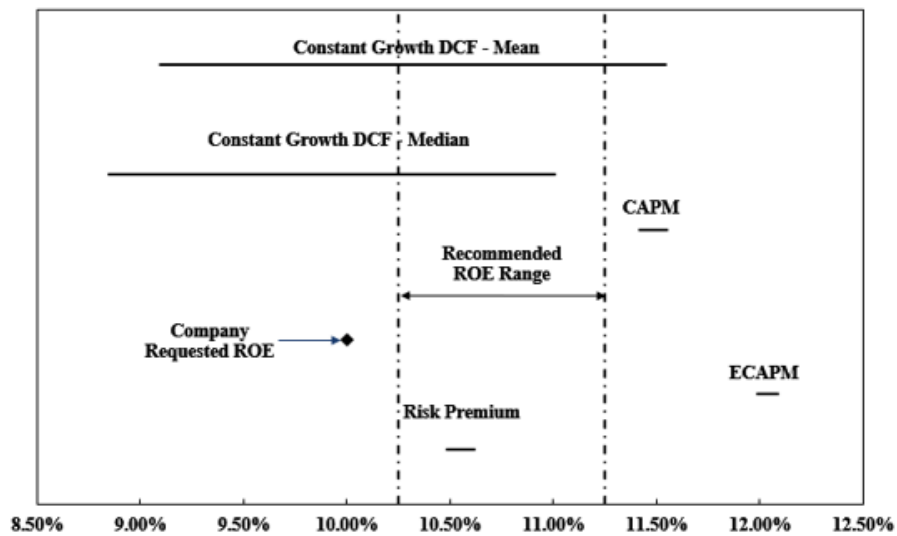 Constant Growth DCF - Mean
Constant Growth DCF - Median
CAPM
Recommended
ROE Range
Company
Requested ROE
ECAPM
Risk Premium
8.50% 9.00% 9.50% 10.00% 10.50% 11.00% 11.50% 12.00% 12.50%